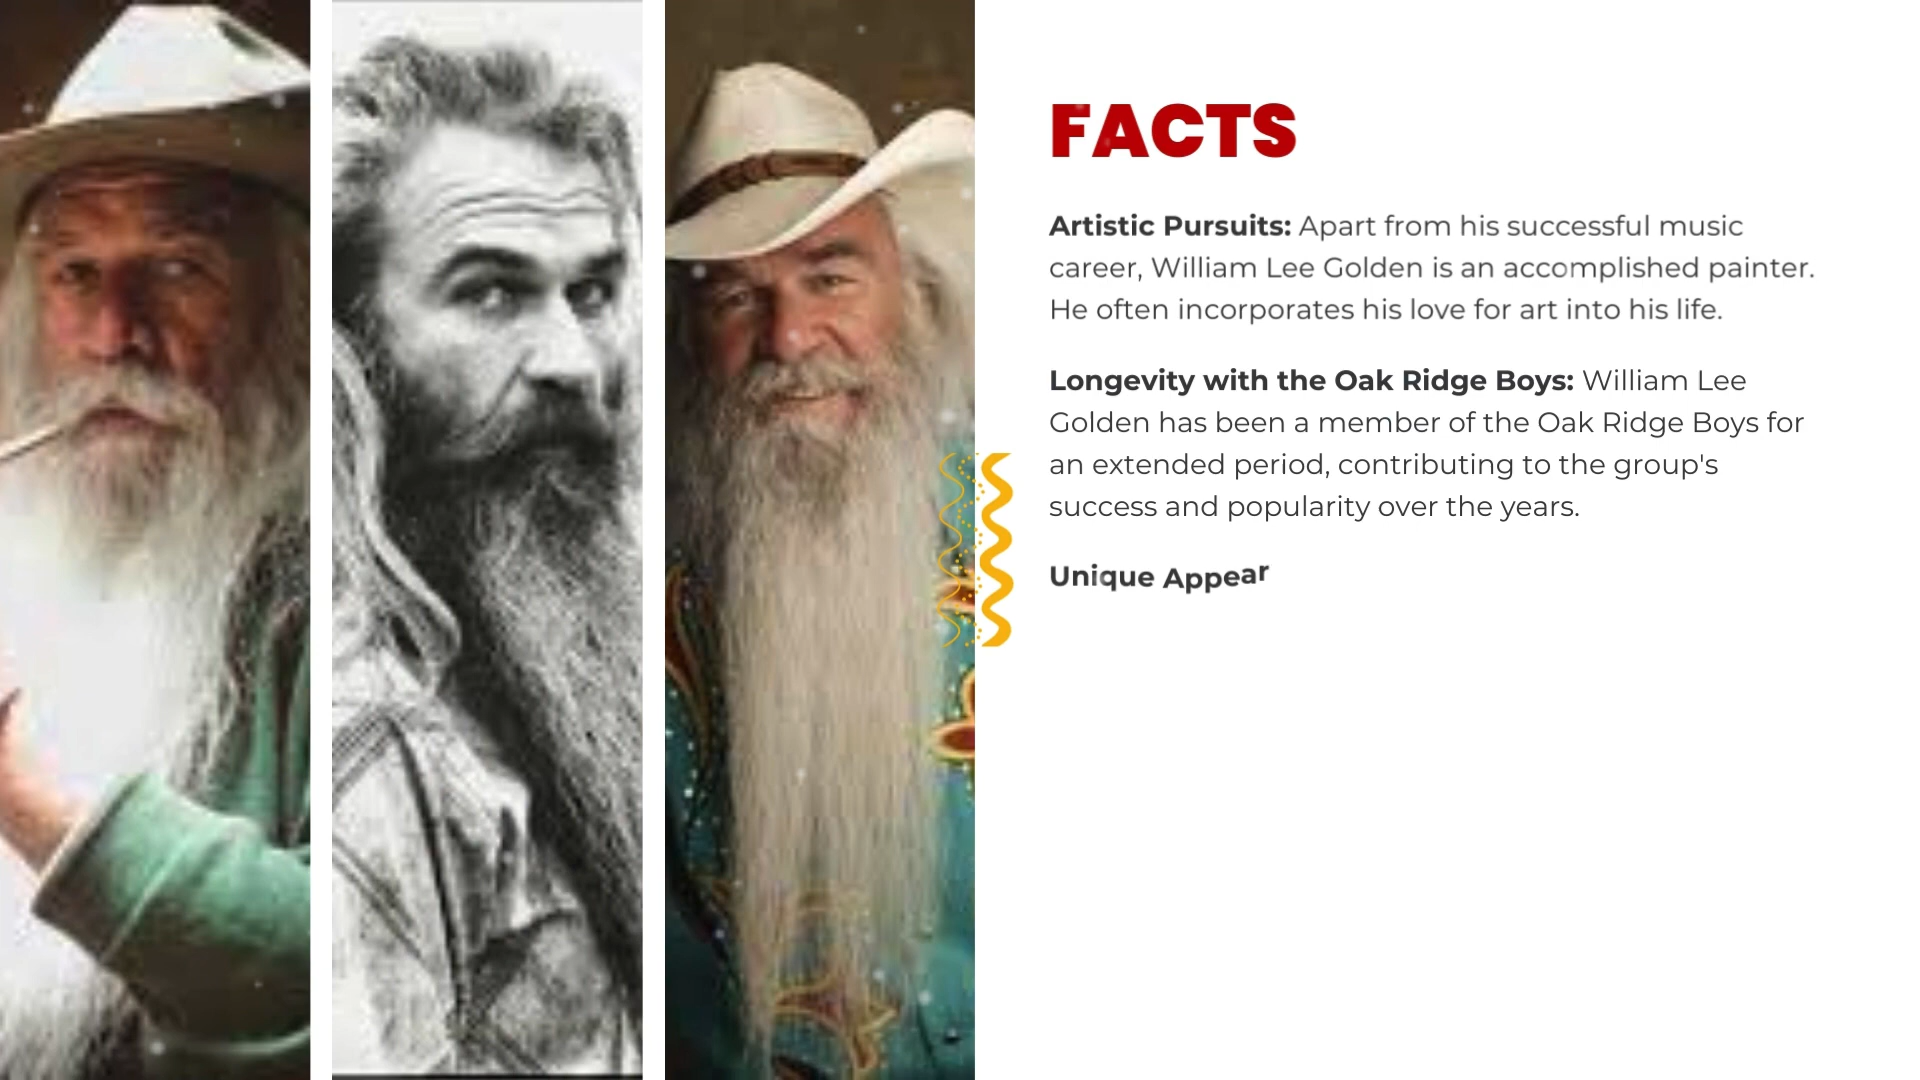 FACTS
Artistic Pursuits: Apart from his successful music
career, William Lee Golden is an accomplished painter.
He often incorporates his love for art into his life.
Longevity with the Oak Ridge Boys: William Lee
Golden has been a member of the Oak Ridge Boys for
an extended period, contributing to the group's
success and popularity over the years.
Unique Appear